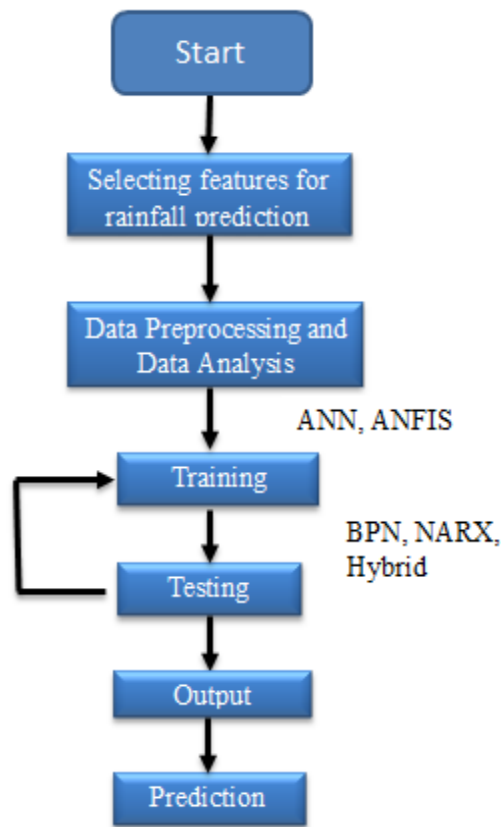 Start
Selecting features for
rainfall prediction
Data Preprocessing and
Data Analysis
ANN, ANFIS
Training
BPN, NARX,
Hybrid
Testing
Output
Prediction